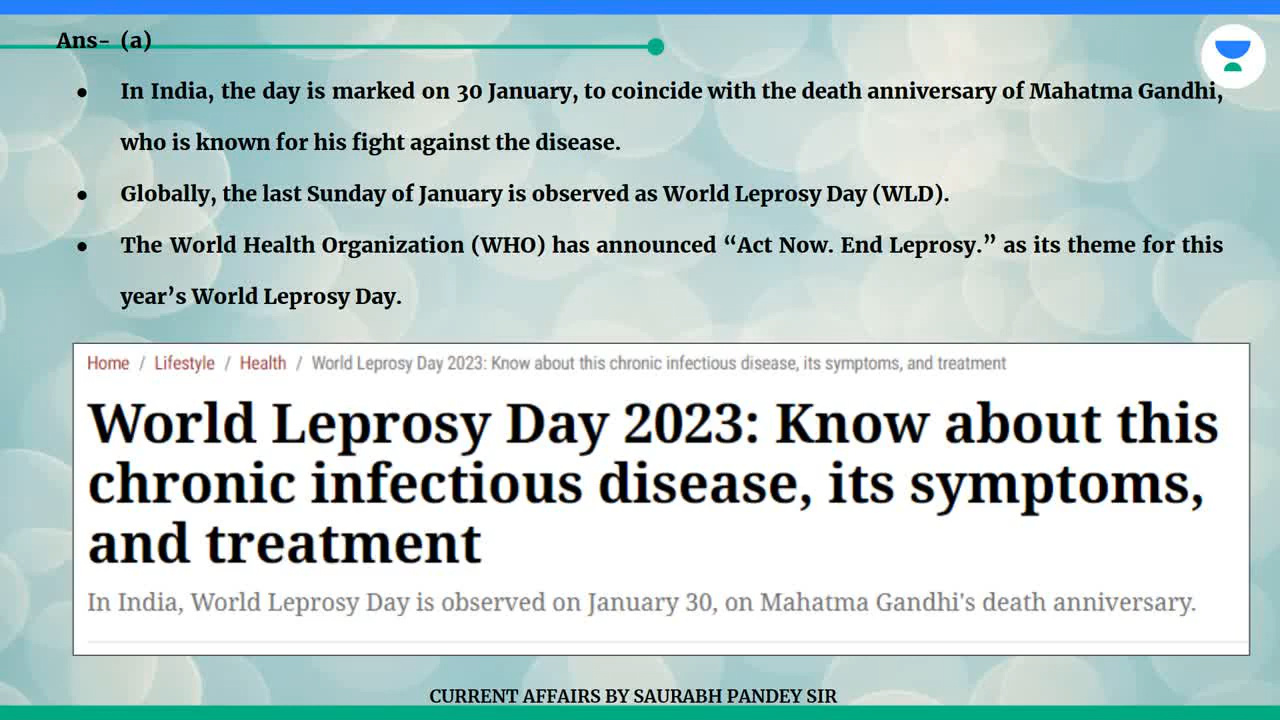 Ans- (a)
● In India, the day is marked on 30 January, to coincide with the death anniversary of Mahatma Gandhi,
who is known for his fight against the disease.
● Globally, the last Sunday of January is observed as World Leprosy Day (WLD).
● The World Health Organization (WHO) has announced “Act Now. End Leprosy.” as its theme for this
year’s World Leprosy Day.
Home / Lifestyle / Health / World Leprosy Day 2023: Know about this chronic infectious disease, its symptoms, and treatment
World Leprosy Day 2023: Know about this
chronic infectious disease, its symptoms,
and treatment
In India, World Leprosy Day is observed on January 30, on Mahatma Gandhi's death anniversary.
CURRENT AFFAIRS BY SAURABH PANDEY SIR